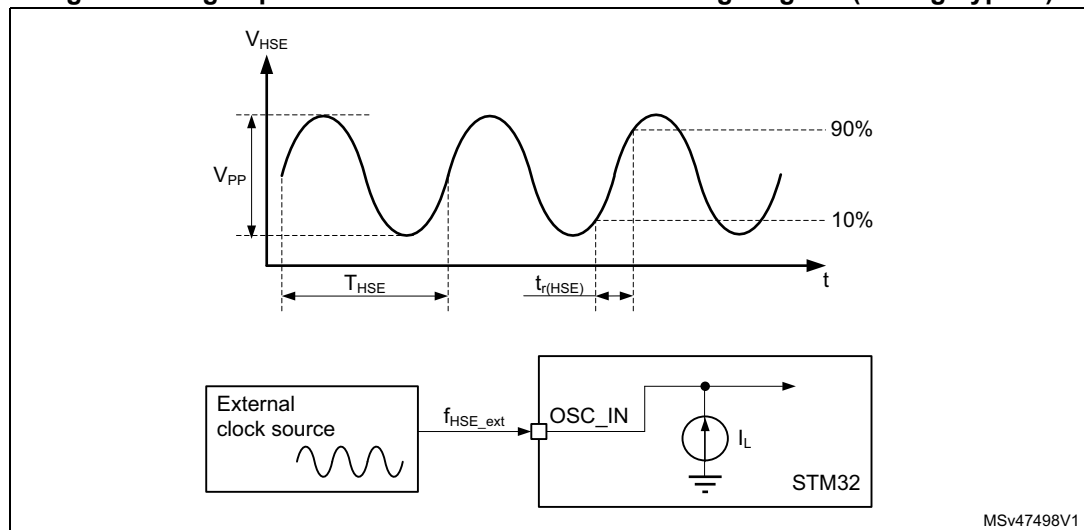 V_HSE
90%
V_PP
10%
t
T_HSE
t_r(HSE)
External
clock source
f_HSE_ext
OSC_IN
I_L
STM32
MSv47498V1